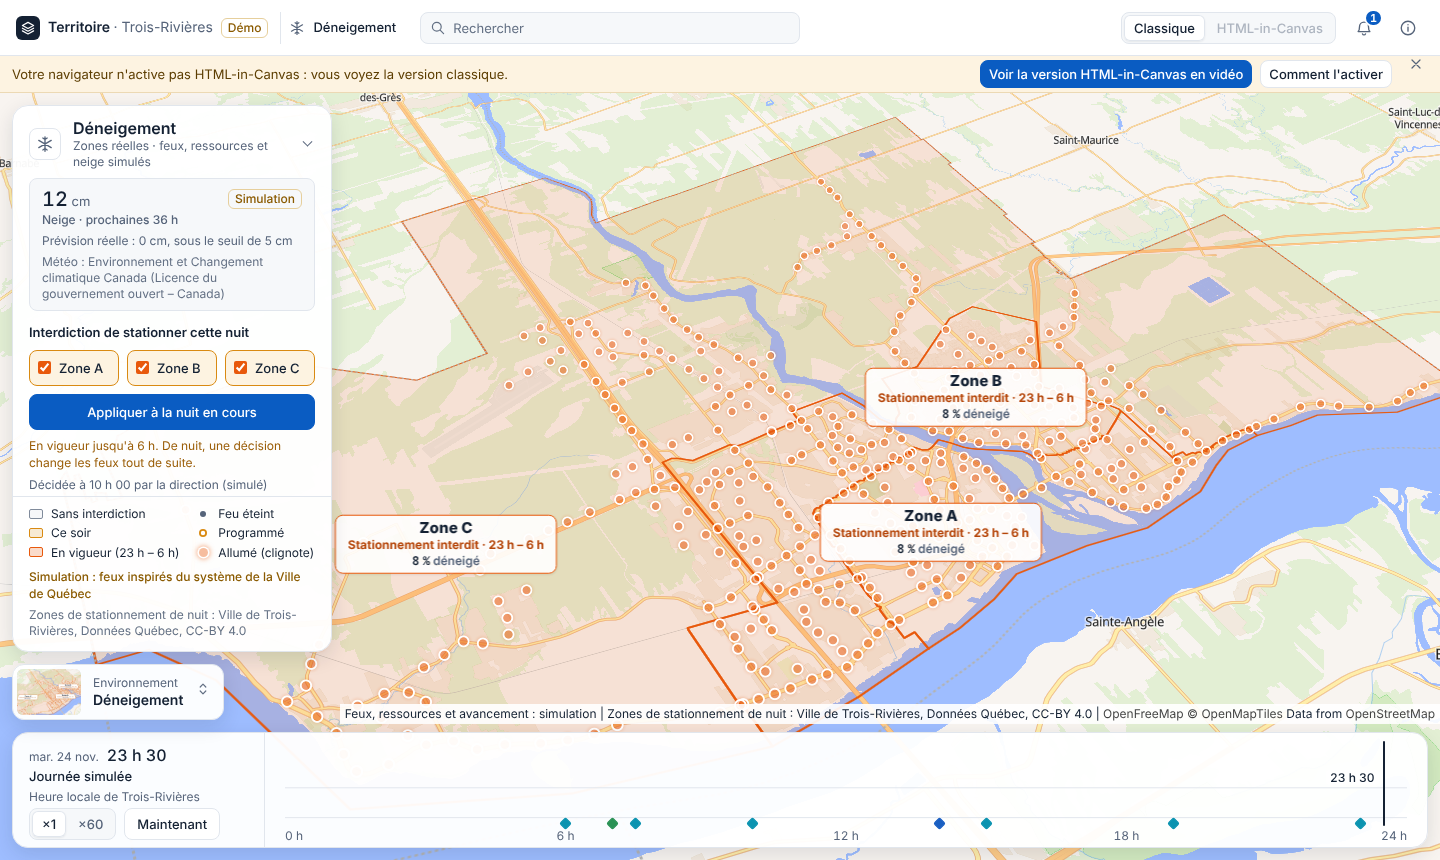 Territoire · Trois-Rivières Démo
Déneigement
Rechercher
Classique HTML-in-Canvas
1
Votre navigateur n'active pas HTML-in-Canvas : vous voyez la version classique.
Voir la version HTML-in-Canvas en vidéo
Comment l'activer
des-Grès
Saint-Maurice
Saint-Luc-d
Vincennes
Déneigement
Zones réelles · feux, ressources et
neige simulés
12 cm
Simulation
Neige · prochaines 36 h
Prévision réelle : 0 cm, sous le seuil de 5 cm
Météo : Environnement et Changement
climatique Canada (Licence du
gouvernement ouvert – Canada)
Interdiction de stationner cette nuit
Zone A
Zone B
Zone C
Appliquer à la nuit en cours
En vigueur jusqu'à 6 h. De nuit, une décision
change les feux tout de suite.
Décidée à 10 h 00 par la direction (simulé)
Sans interdiction
Feu éteint
Ce soir
Programmé
En vigueur (23 h – 6 h)
Allumé (clignote)
Simulation : feux inspirés du système de la Ville
de Québec
Zones de stationnement de nuit : Ville de Trois-
Rivières, Données Québec, CC-BY 4.0
Zone B
Stationnement interdit · 23 h – 6 h
8 % déneigé
Zone A
Stationnement interdit · 23 h – 6 h
8 % déneigé
Zone C
Stationnement interdit · 23 h – 6 h
8 % déneigé
Sainte-Angèle
Environnement
Déneigement
Feux, ressources et avancement : simulation | Zones de stationnement de nuit : Ville de Trois-Rivières, Données Québec, CC-BY 4.0 | OpenFreeMap © OpenMapTiles Data from OpenStreetMap
mar. 24 nov. 23 h 30
Journée simulée
Heure locale de Trois-Rivières
×1 ×60 Maintenant
23 h 30
0 h 6 h 12 h 18 h 24 h